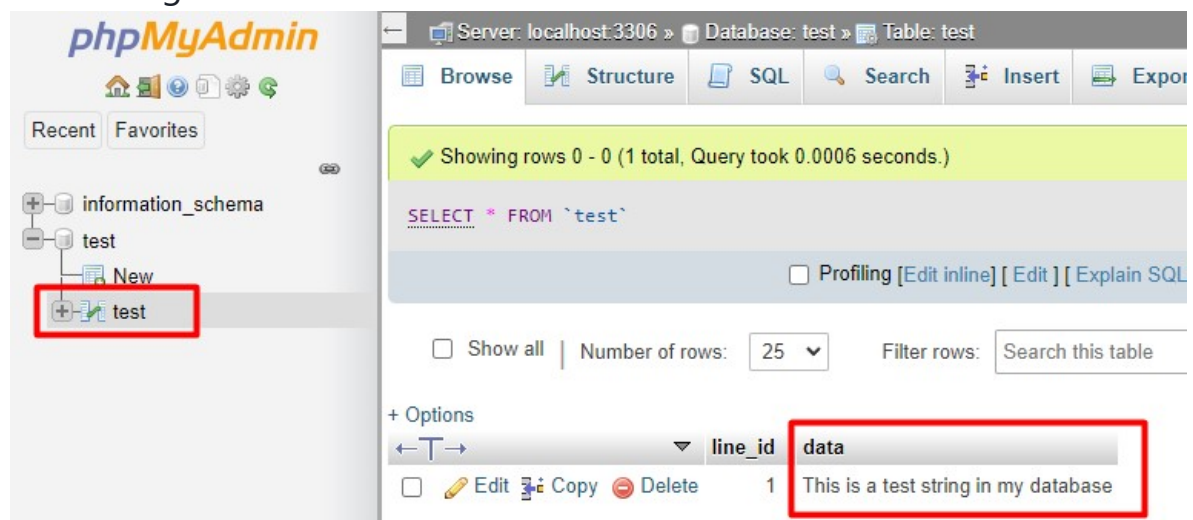 phpMyAdmin
Recent Favorites
information_schema
test
New
test
Server: localhost:3306 » Database: test » Table: test
Browse Structure SQL Search Insert Expor
Showing rows 0 - 0 (1 total, Query took 0.0006 seconds.)
SELECT * FROM `test`
Profiling [Edit inline] [ Edit ] [ Explain SQL
Show all | Number of rows: 25 Filter rows: Search this table
+ Options
←T→ ▼ line_id data
Edit Copy Delete 1 This is a test string in my database